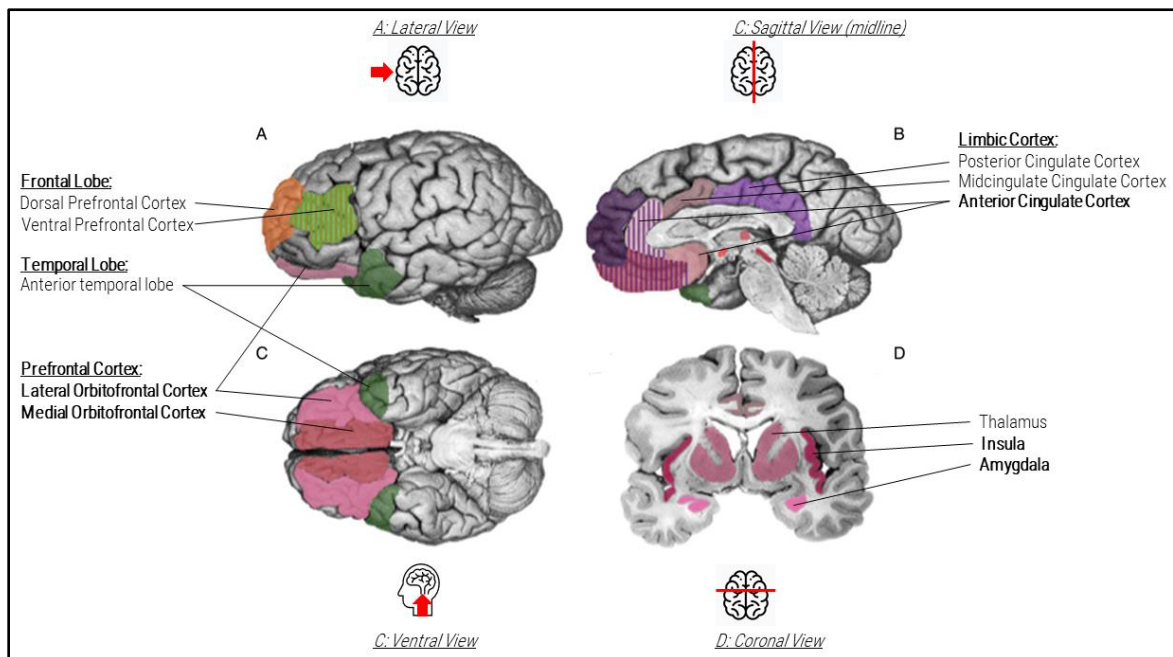 A: Lateral View
C: Sagittal View (midline)
A
B
Frontal Lobe:
Dorsal Prefrontal Cortex
Ventral Prefrontal Cortex
Temporal Lobe:
Anterior temporal lobe
Limbic Cortex:
Posterior Cingulate Cortex
Midcingulate Cingulate Cortex
Anterior Cingulate Cortex
C
D
Prefrontal Cortex:
Lateral Orbitofrontal Cortex
Medial Orbitofrontal Cortex
Thalamus
Insula
Amygdala
C: Ventral View
D: Coronal View